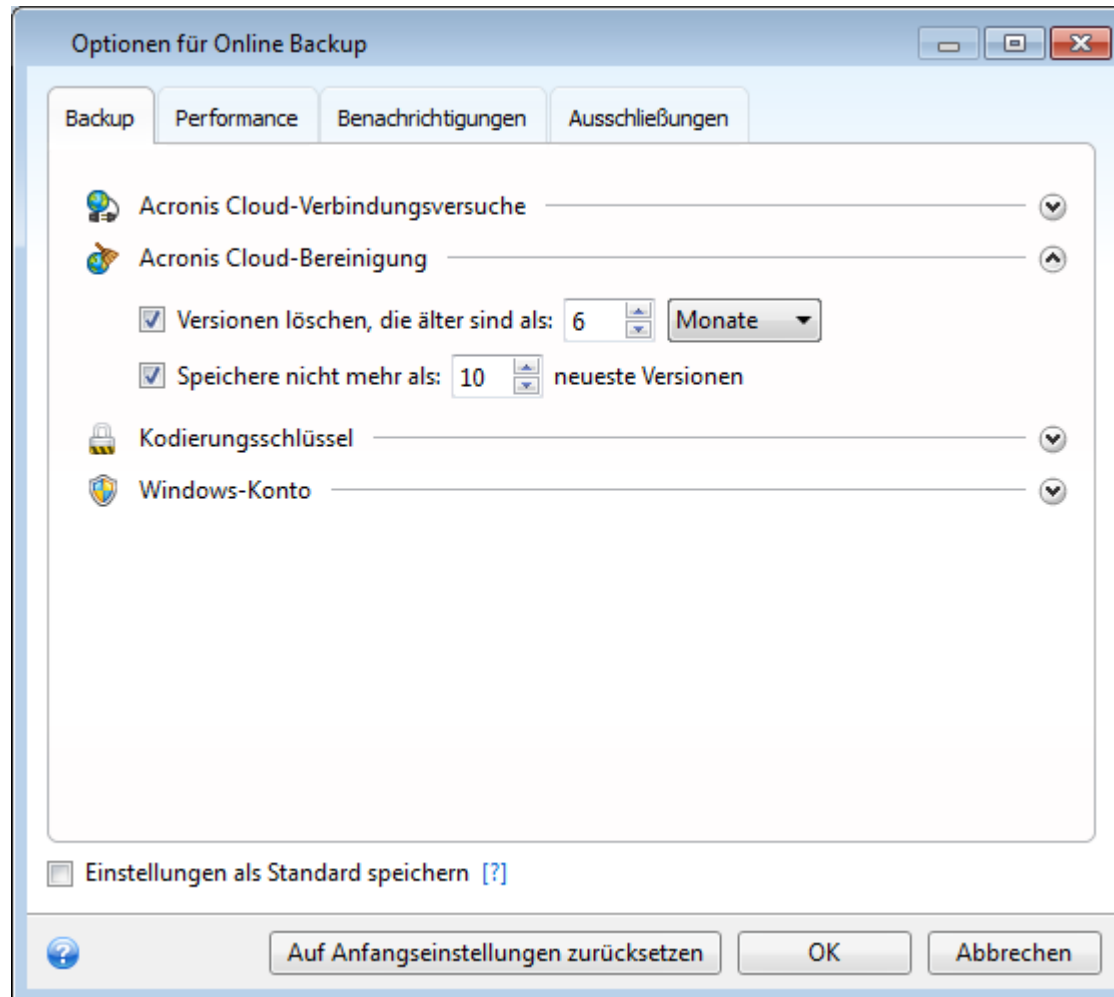 Optionen für Online Backup
Backup Performance Benachrichtigungen Ausschließungen
Acronis Cloud-Verbindungsversuche
Acronis Cloud-Bereinigung
Versionen löschen, die älter sind als: 6 Monate
Speichere nicht mehr als: 10 neueste Versionen
Kodierungsschlüssel
Windows-Konto
Einstellungen als Standard speichern [?]
? Auf Anfangseinstellungen zurücksetzen OK Abbrechen